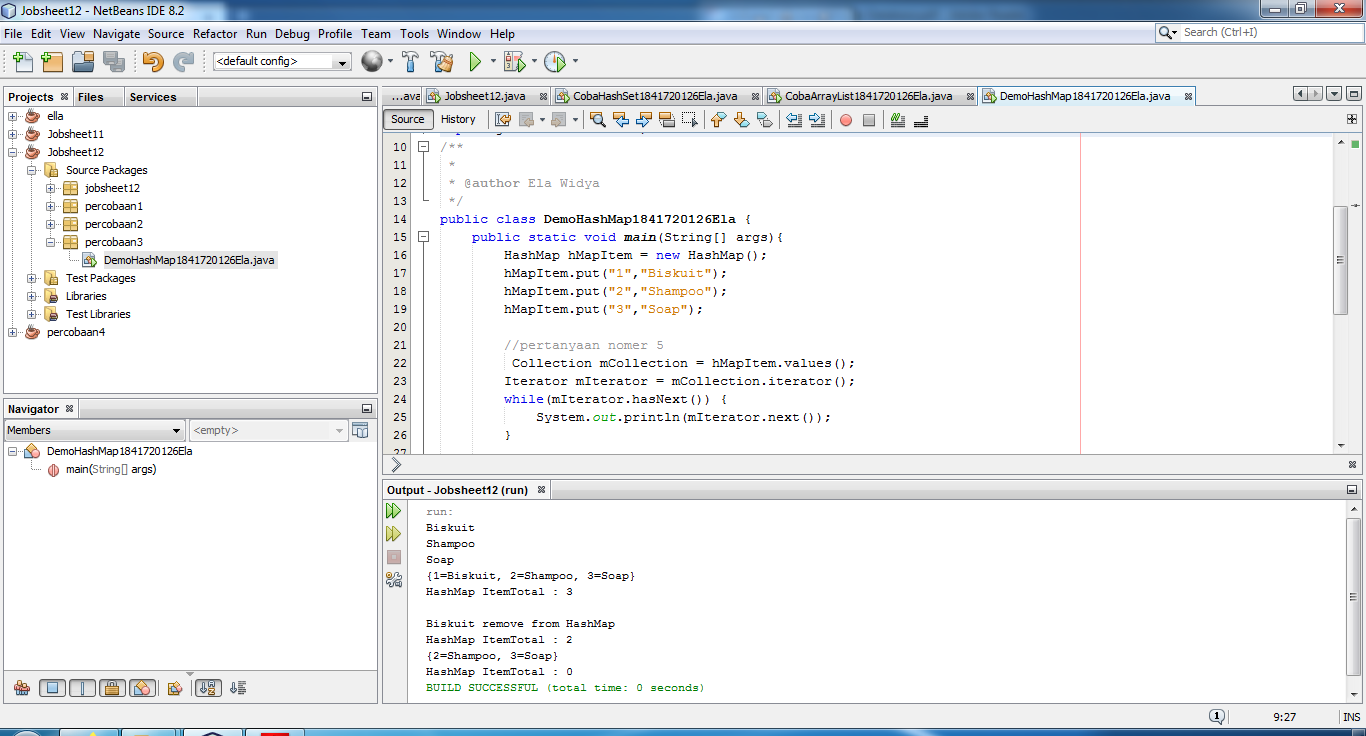 Jobsheet12 - NetBeans IDE 8.2
File Edit View Navigate Source Refactor Run Debug Profile Team Tools Window Help
Search (Ctrl+I)
<default config>
Projects Files Services
ella
Jobsheet11
Jobsheet12
Source Packages
jobsheet12
percobaan1
percobaan2
percobaan3
DemoHashMap1841720126Ela.java
Test Packages
Libraries
Test Libraries
percobaan4
Navigator
Members <empty>
DemoHashMap1841720126Ela
main(String[] args)
...ava Jobsheet12.java CobaHashSet1841720126Ela.java CobaArrayList1841720126Ela.java DemoHashMap1841720126Ela.java
Source History
10 /**
11 *
12 * @author Ela Widya
13 */
14 public class DemoHashMap1841720126Ela {
15 public static void main(String[] args){
16 HashMap hMapItem = new HashMap();
17 hMapItem.put("1","Biskuit");
18 hMapItem.put("2","Shampoo");
19 hMapItem.put("3","Soap");
20
21 //pertanyaan nomer 5
22 Collection mCollection = hMapItem.values();
23 Iterator mIterator = mCollection.iterator();
24 while(mIterator.hasNext()) {
25 System.out.println(mIterator.next());
26 }
27
Output - Jobsheet12 (run)
run:
Biskuit
Shampoo
Soap
{1=Biskuit, 2=Shampoo, 3=Soap}
HashMap ItemTotal : 3
Biskuit remove from HashMap
HashMap ItemTotal : 2
{2=Shampoo, 3=Soap}
HashMap ItemTotal : 0
BUILD SUCCESSFUL (total time: 0 seconds)
1 9:27 INS